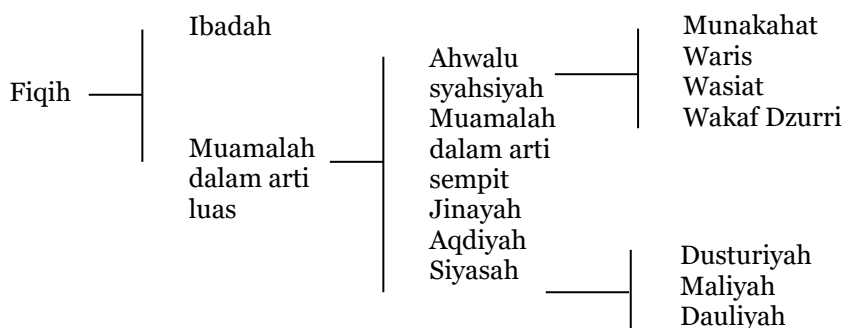 Fiqih
Ibadah
Muamalah
dalam arti
luas
Ahwalu
syahsiyah
Muamalah
dalam arti
sempit
Jinayah
Aqdiyah
Siyasah
Munakahat
Waris
Wasiat
Wakaf Dzurri
Dusturiyah
Maliyah
Dauliyah